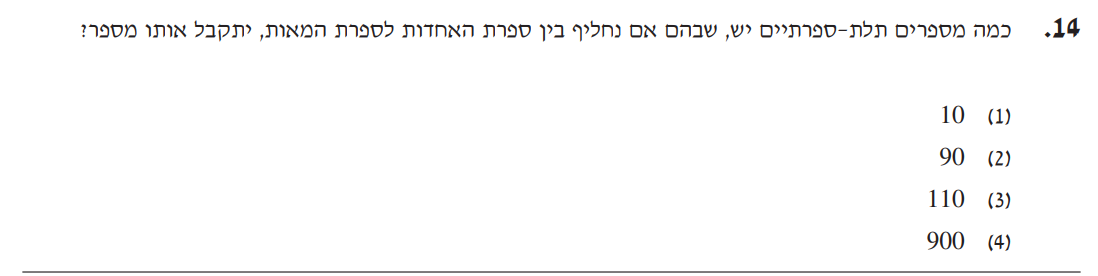 14. כמה מספרים תלת-ספרתיים יש, שבהם אם נחליף בין ספרת האחדות לספרת המאות, יתקבל אותו מספר?
(1) 10
(2) 90
(3) 110
(4) 900